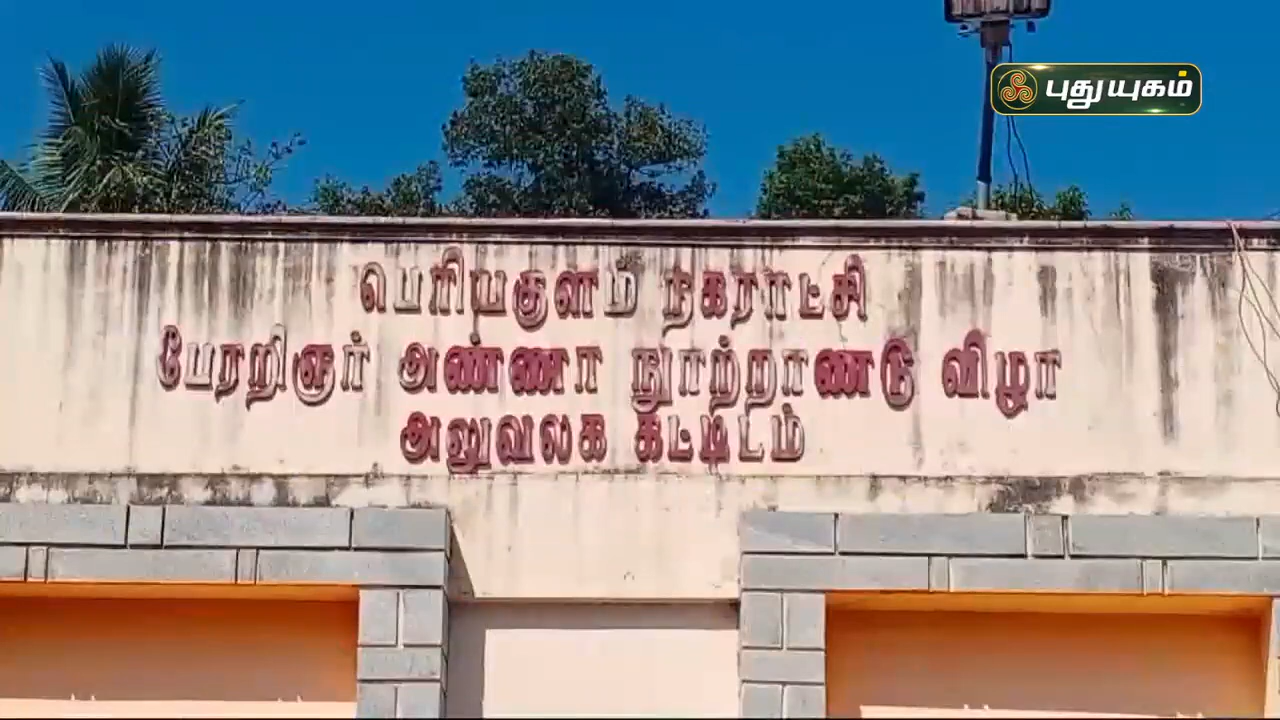 புதுயுகம்
பெரியகுளம் நகராட்சி
பேரறிஞர் அண்ணா நூற்றாண்டு விழா
அலுவலக கட்டிடம்